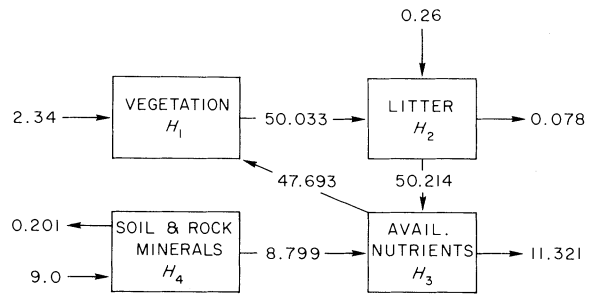 0.26
2.34
VEGETATION
H₁
50.033
LITTER
H₂
0.078
47.693
50.214
0.201
9.0
SOIL & ROCK
MINERALS
H₄
8.799
AVAIL.
NUTRIENTS
H₃
11.321